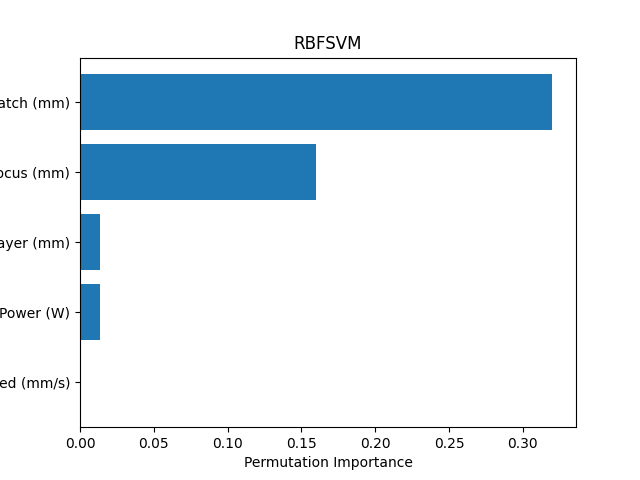 RBFSVM
atch (mm)
ocus (mm)
ayer (mm)
Power (W)
ed (mm/s)
0.00 0.05 0.10 0.15 0.20 0.25 0.30
Permutation Importance